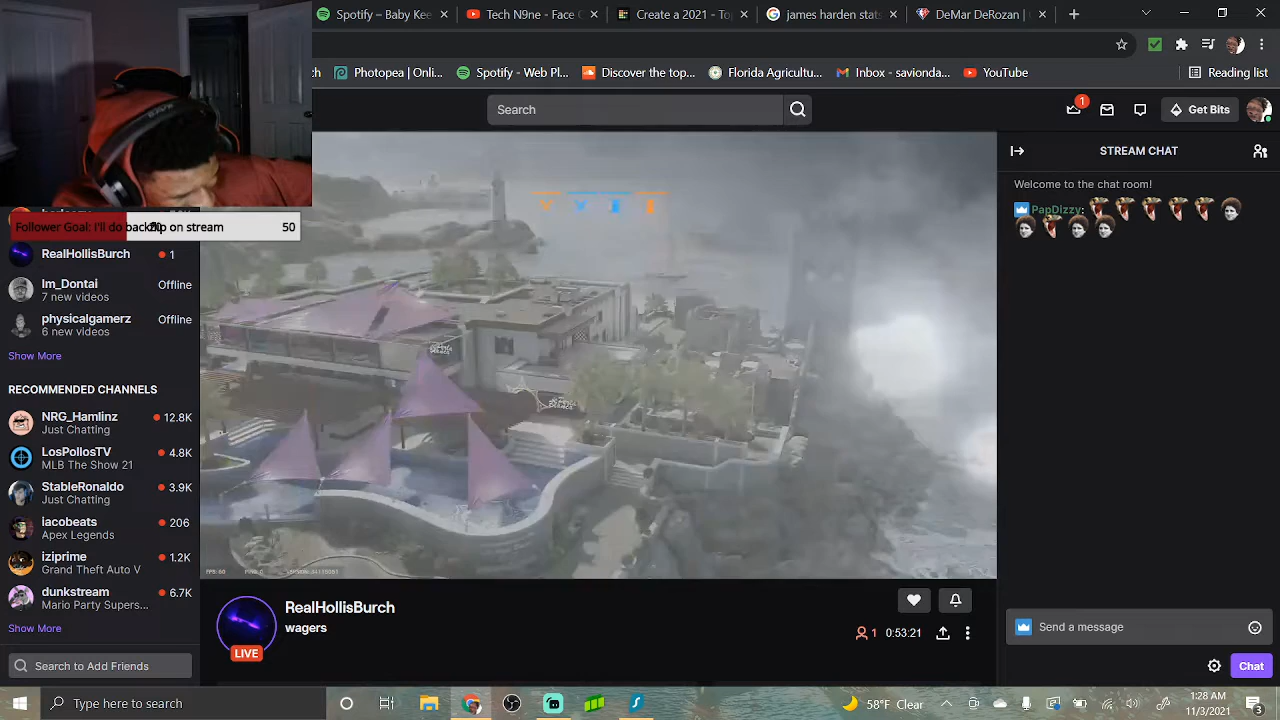 Spotify – Baby Kee
Tech N9ne - Face C
Create a 2021 - To
james harden stats
DeMar DeRozan |
Photopea | Onli...
Spotify - Web Pl...
Discover the top...
Florida Agricultu...
Inbox - savionda...
YouTube
Reading list
Search
1
Get Bits
STREAM CHAT
Welcome to the chat room!
PapDizzy:
Follower Goal: I'll do backflip on stream
50
RealHollisBurch
1
Im_Dontai
Offline
7 new videos
physicalgamerz
Offline
6 new videos
Show More
RECOMMENDED CHANNELS
NRG_Hamlinz
12.8K
Just Chatting
LosPollosTV
4.8K
MLB The Show 21
StableRonaldo
3.9K
Just Chatting
iacobeats
206
Apex Legends
iziprime
1.2K
Grand Theft Auto V
dunkstream
6.7K
Mario Party Supers...
Show More
Search to Add Friends
RealHollisBurch
wagers
LIVE
1
0:53:21
Send a message
Chat
Type here to search
58°F Clear
1:28 AM
11/3/2021
3